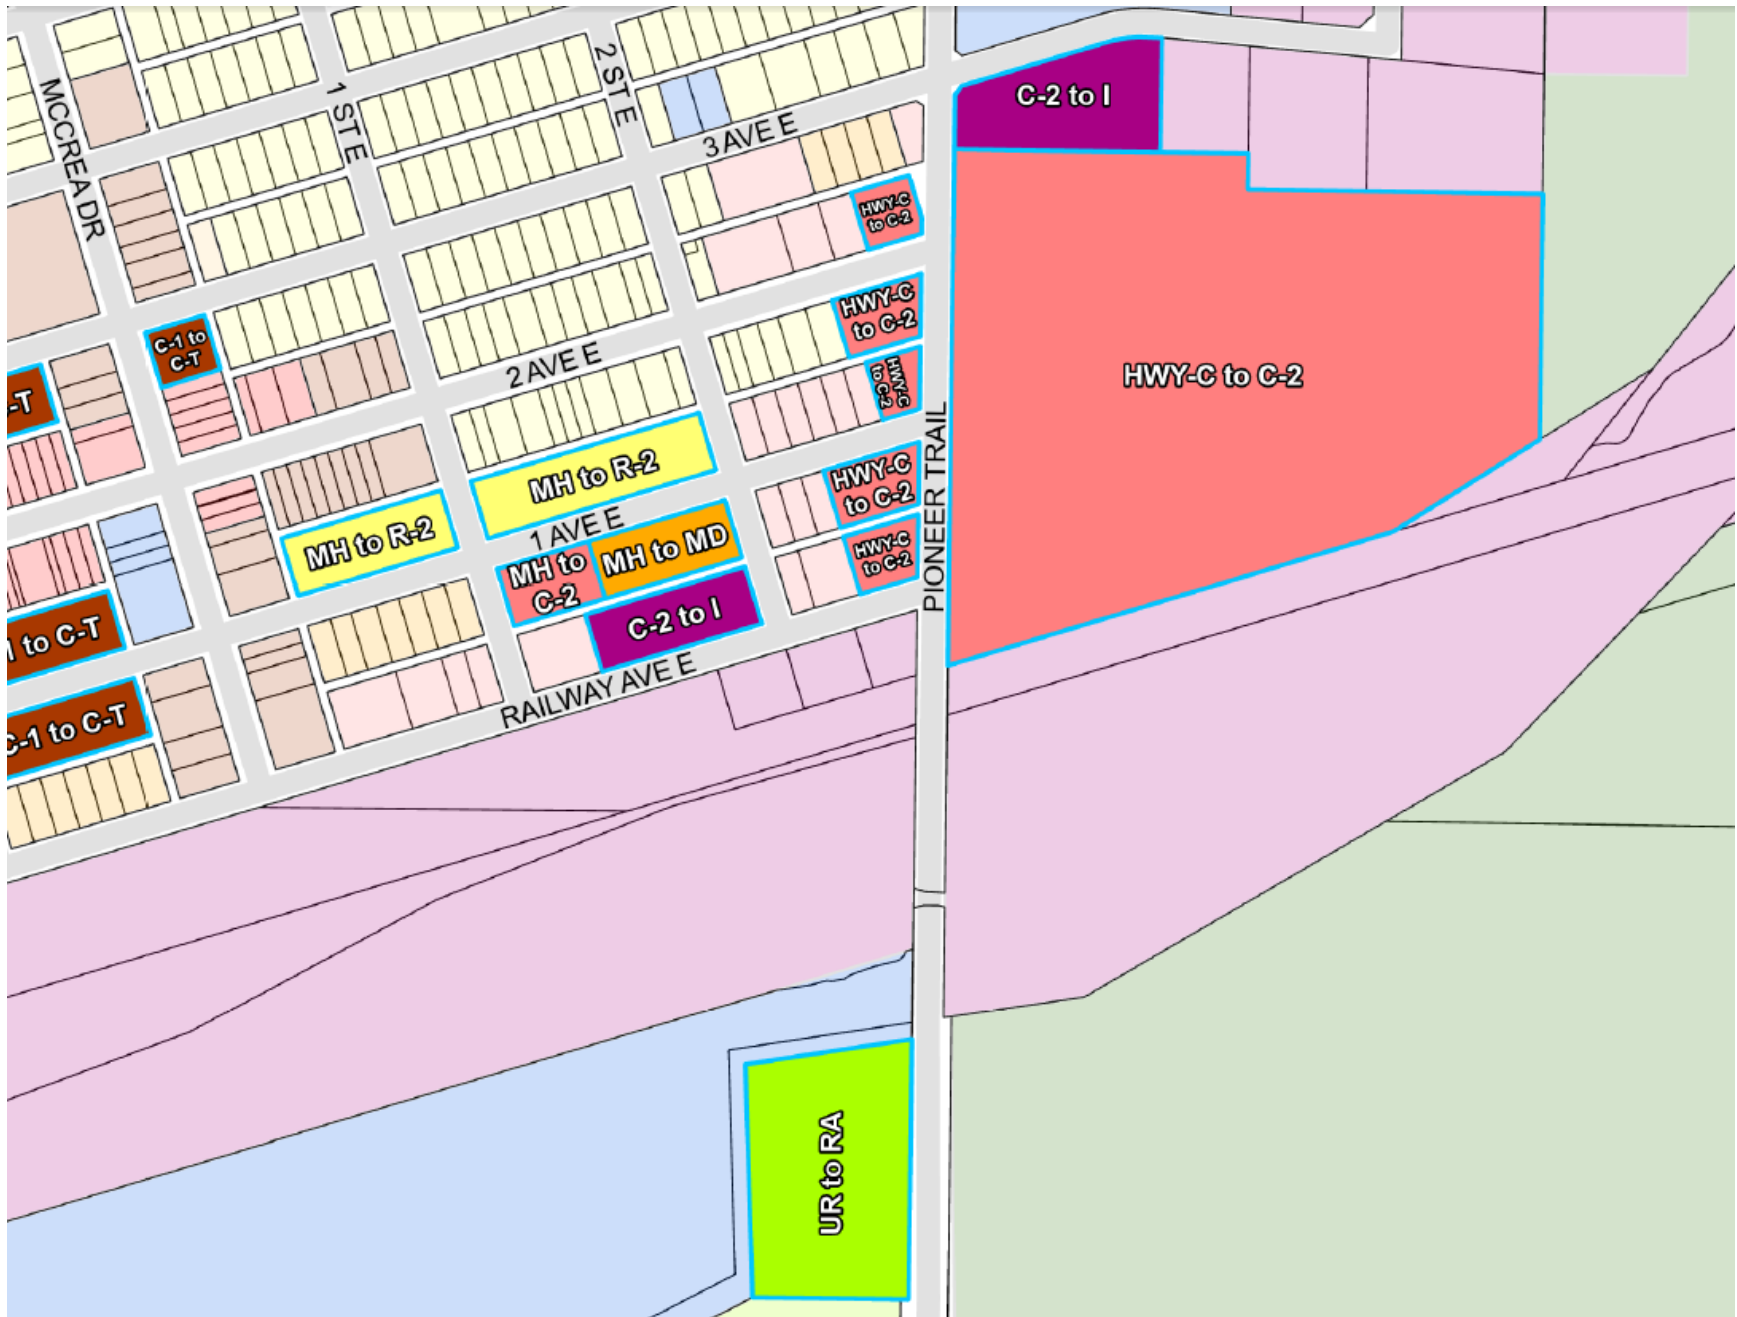 C-2 to I
2 ST E
MCCREA DR
1 ST E
3 AVE E
HWY-C
to C-2
HWY-C
to C-2
C-1 to
C-T
2 AVE E
HWY-C
to C-2
HWY-C to C-2
-T
PIONEER TRAIL
MH to R-2
HWY-C
to C-2
1 AVE E
MH to R-2
MH to MD
HWY-C
to C-2
MH to
C-2
C-2 to I
to C-T
RAILWAY AVE E
C-1 to C-T
UR to RA